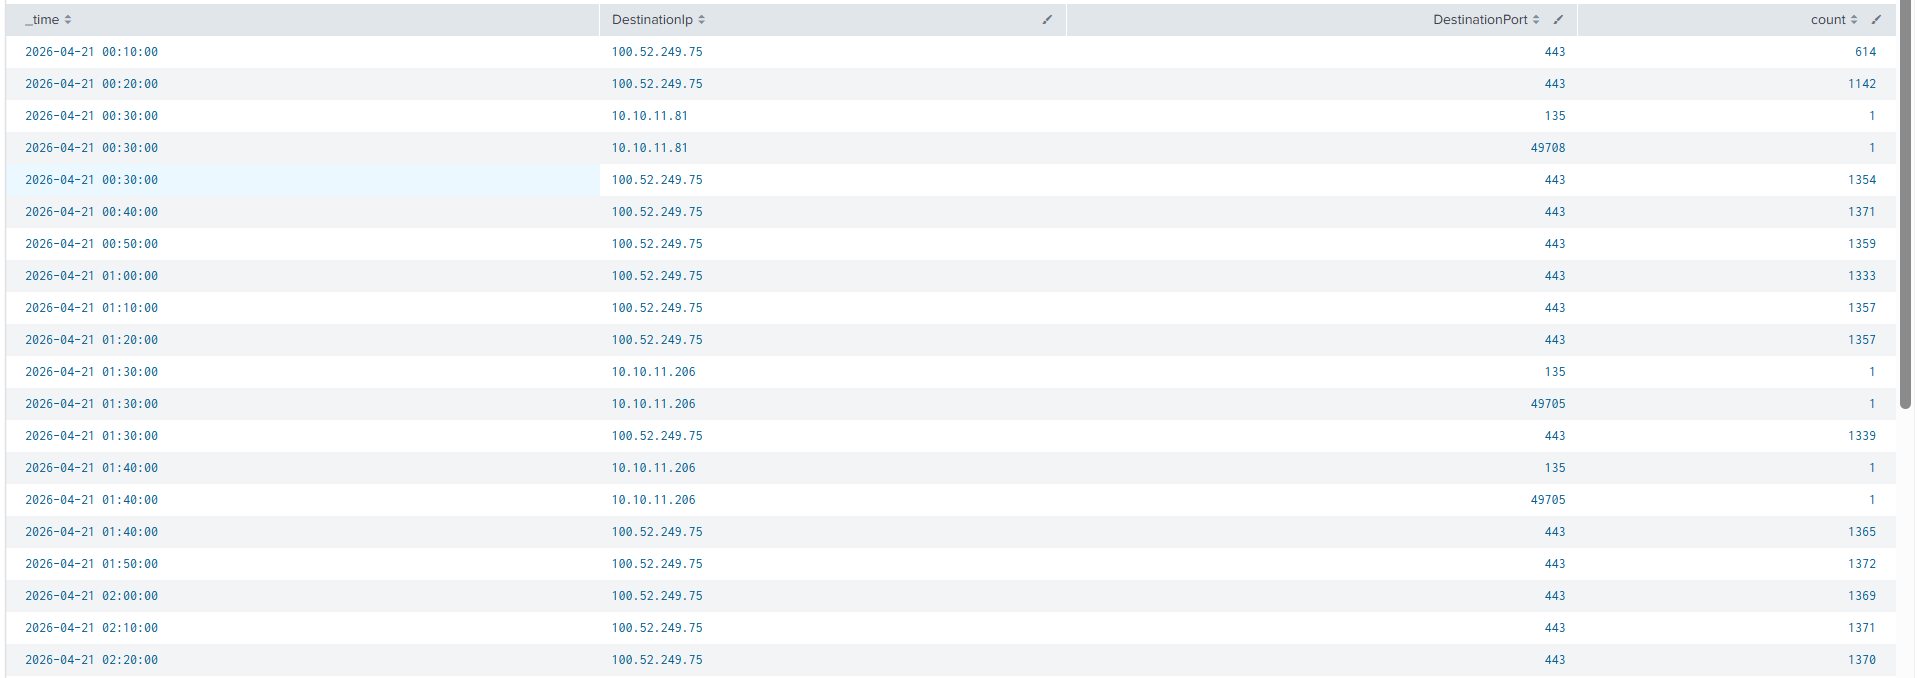 _time DestinationIp DestinationPort count
2026-04-21 00:10:00 100.52.249.75 443 614
2026-04-21 00:20:00 100.52.249.75 443 1142
2026-04-21 00:30:00 10.10.11.81 135 1
2026-04-21 00:30:00 10.10.11.81 49708 1
2026-04-21 00:30:00 100.52.249.75 443 1354
2026-04-21 00:40:00 100.52.249.75 443 1371
2026-04-21 00:50:00 100.52.249.75 443 1359
2026-04-21 01:00:00 100.52.249.75 443 1333
2026-04-21 01:10:00 100.52.249.75 443 1357
2026-04-21 01:20:00 100.52.249.75 443 1357
2026-04-21 01:30:00 10.10.11.206 135 1
2026-04-21 01:30:00 10.10.11.206 49705 1
2026-04-21 01:30:00 100.52.249.75 443 1339
2026-04-21 01:40:00 10.10.11.206 135 1
2026-04-21 01:40:00 10.10.11.206 49705 1
2026-04-21 01:40:00 100.52.249.75 443 1365
2026-04-21 01:50:00 100.52.249.75 443 1372
2026-04-21 02:00:00 100.52.249.75 443 1369
2026-04-21 02:10:00 100.52.249.75 443 1371
2026-04-21 02:20:00 100.52.249.75 443 1370